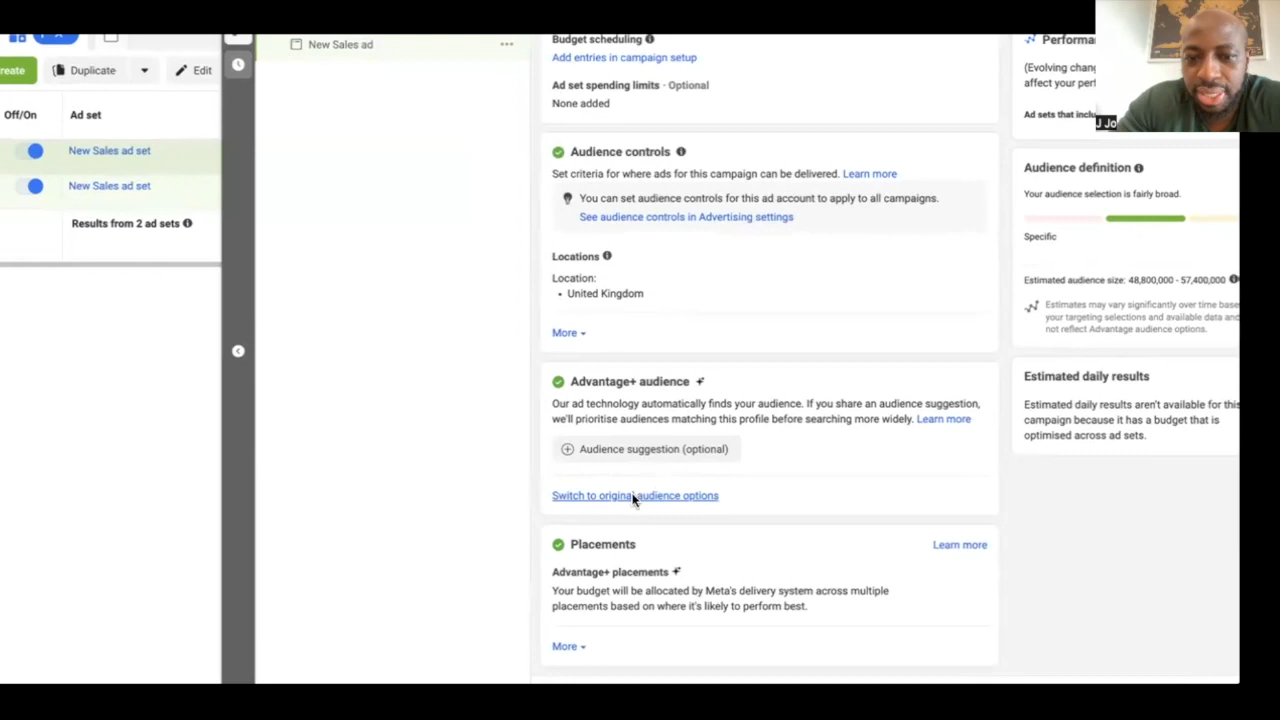 New Sales ad
Create
Duplicate
Edit
Off/On
Ad set
New Sales ad set
New Sales ad set
Results from 2 ad sets
Budget scheduling
Add entries in campaign setup
Ad set spending limits · Optional
None added
Audience controls
Set criteria for where ads for this campaign can be delivered. Learn more
You can set audience controls for this ad account to apply to all campaigns.
See audience controls in Advertising settings
Locations
Location:
• United Kingdom
More
Advantage+ audience
Our ad technology automatically finds your audience. If you share an audience suggestion,
we'll prioritise audiences matching this profile before searching more widely. Learn more
Audience suggestion (optional)
Switch to original audience options
Placements
Learn more
Advantage+ placements
Your budget will be allocated by Meta's delivery system across multiple
placements based on where it's likely to perform best.
More
Performa
(Evolving chang
affect your perf
Ad sets that inclu
J Jo
Audience definition
Your audience selection is fairly broad.
Specific
Estimated audience size: 48,800,000 - 57,400,000
Estimates may vary significantly over time base
your targeting selections and available data and
not reflect Advantage audience options.
Estimated daily results
Estimated daily results aren't available for this
campaign because it has a budget that is
optimised across ad sets.